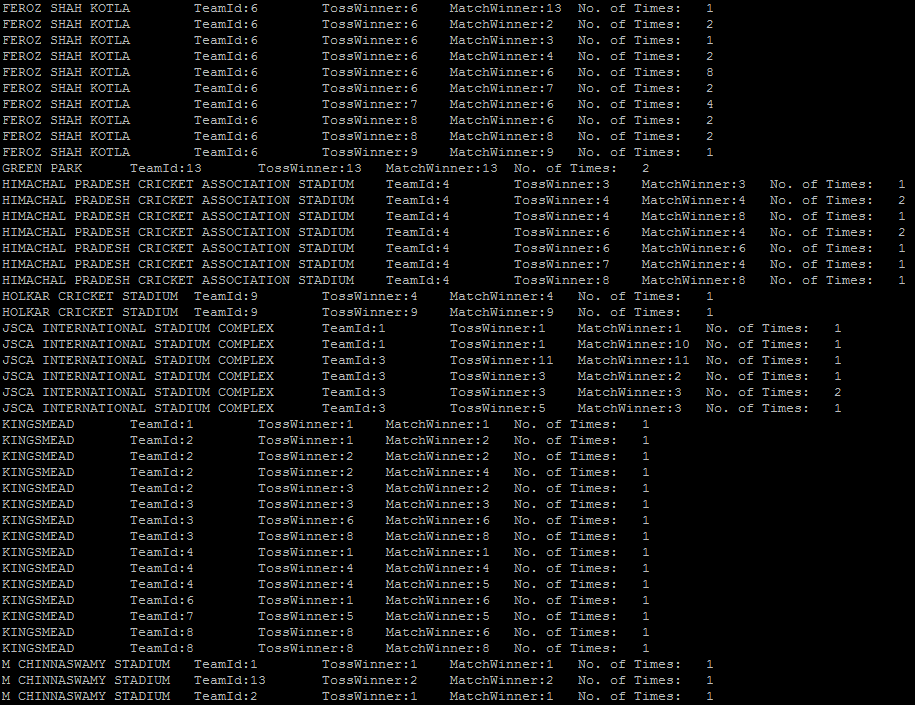 FEROZ SHAH KOTLA TeamId:6 TossWinner:6 MatchWinner:13 No. of Times: 1
FEROZ SHAH KOTLA TeamId:6 TossWinner:6 MatchWinner:2 No. of Times: 2
FEROZ SHAH KOTLA TeamId:6 TossWinner:6 MatchWinner:3 No. of Times: 1
FEROZ SHAH KOTLA TeamId:6 TossWinner:6 MatchWinner:4 No. of Times: 2
FEROZ SHAH KOTLA TeamId:6 TossWinner:6 MatchWinner:6 No. of Times: 8
FEROZ SHAH KOTLA TeamId:6 TossWinner:6 MatchWinner:7 No. of Times: 2
FEROZ SHAH KOTLA TeamId:6 TossWinner:7 MatchWinner:6 No. of Times: 4
FEROZ SHAH KOTLA TeamId:6 TossWinner:8 MatchWinner:6 No. of Times: 2
FEROZ SHAH KOTLA TeamId:6 TossWinner:8 MatchWinner:8 No. of Times: 2
FEROZ SHAH KOTLA TeamId:6 TossWinner:9 MatchWinner:9 No. of Times: 1
GREEN PARK TeamId:13 TossWinner:13 MatchWinner:13 No. of Times: 2
HIMACHAL PRADESH CRICKET ASSOCIATION STADIUM TeamId:4 TossWinner:3 MatchWinner:3 No. of Times: 1
HIMACHAL PRADESH CRICKET ASSOCIATION STADIUM TeamId:4 TossWinner:4 MatchWinner:4 No. of Times: 2
HIMACHAL PRADESH CRICKET ASSOCIATION STADIUM TeamId:4 TossWinner:4 MatchWinner:8 No. of Times: 1
HIMACHAL PRADESH CRICKET ASSOCIATION STADIUM TeamId:4 TossWinner:6 MatchWinner:4 No. of Times: 2
HIMACHAL PRADESH CRICKET ASSOCIATION STADIUM TeamId:4 TossWinner:6 MatchWinner:6 No. of Times: 1
HIMACHAL PRADESH CRICKET ASSOCIATION STADIUM TeamId:4 TossWinner:7 MatchWinner:4 No. of Times: 1
HIMACHAL PRADESH CRICKET ASSOCIATION STADIUM TeamId:4 TossWinner:8 MatchWinner:8 No. of Times: 1
HOLKAR CRICKET STADIUM TeamId:9 TossWinner:4 MatchWinner:4 No. of Times: 1
HOLKAR CRICKET STADIUM TeamId:9 TossWinner:9 MatchWinner:9 No. of Times: 1
JSCA INTERNATIONAL STADIUM COMPLEX TeamId:1 TossWinner:1 MatchWinner:1 No. of Times: 1
JSCA INTERNATIONAL STADIUM COMPLEX TeamId:1 TossWinner:1 MatchWinner:10 No. of Times: 1
JSCA INTERNATIONAL STADIUM COMPLEX TeamId:3 TossWinner:11 MatchWinner:11 No. of Times: 1
JSCA INTERNATIONAL STADIUM COMPLEX TeamId:3 TossWinner:3 MatchWinner:2 No. of Times: 1
JSCA INTERNATIONAL STADIUM COMPLEX TeamId:3 TossWinner:3 MatchWinner:3 No. of Times: 2
JSCA INTERNATIONAL STADIUM COMPLEX TeamId:3 TossWinner:5 MatchWinner:3 No. of Times: 1
KINGSMEAD TeamId:1 TossWinner:1 MatchWinner:1 No. of Times: 1
KINGSMEAD TeamId:2 TossWinner:1 MatchWinner:2 No. of Times: 1
KINGSMEAD TeamId:2 TossWinner:2 MatchWinner:2 No. of Times: 1
KINGSMEAD TeamId:2 TossWinner:2 MatchWinner:4 No. of Times: 1
KINGSMEAD TeamId:2 TossWinner:3 MatchWinner:2 No. of Times: 1
KINGSMEAD TeamId:3 TossWinner:3 MatchWinner:3 No. of Times: 1
KINGSMEAD TeamId:3 TossWinner:6 MatchWinner:6 No. of Times: 1
KINGSMEAD TeamId:3 TossWinner:8 MatchWinner:8 No. of Times: 1
KINGSMEAD TeamId:4 TossWinner:1 MatchWinner:1 No. of Times: 1
KINGSMEAD TeamId:4 TossWinner:4 MatchWinner:4 No. of Times: 1
KINGSMEAD TeamId:4 TossWinner:4 MatchWinner:5 No. of Times: 1
KINGSMEAD TeamId:6 TossWinner:1 MatchWinner:6 No. of Times: 1
KINGSMEAD TeamId:7 TossWinner:5 MatchWinner:5 No. of Times: 1
KINGSMEAD TeamId:8 TossWinner:8 MatchWinner:6 No. of Times: 1
KINGSMEAD TeamId:8 TossWinner:8 MatchWinner:8 No. of Times: 1
M CHINNASWAMY STADIUM TeamId:1 TossWinner:1 MatchWinner:1 No. of Times: 1
M CHINNASWAMY STADIUM TeamId:13 TossWinner:2 MatchWinner:2 No. of Times: 1
M CHINNASWAMY STADIUM TeamId:2 TossWinner:1 MatchWinner:1 No. of Times: 1